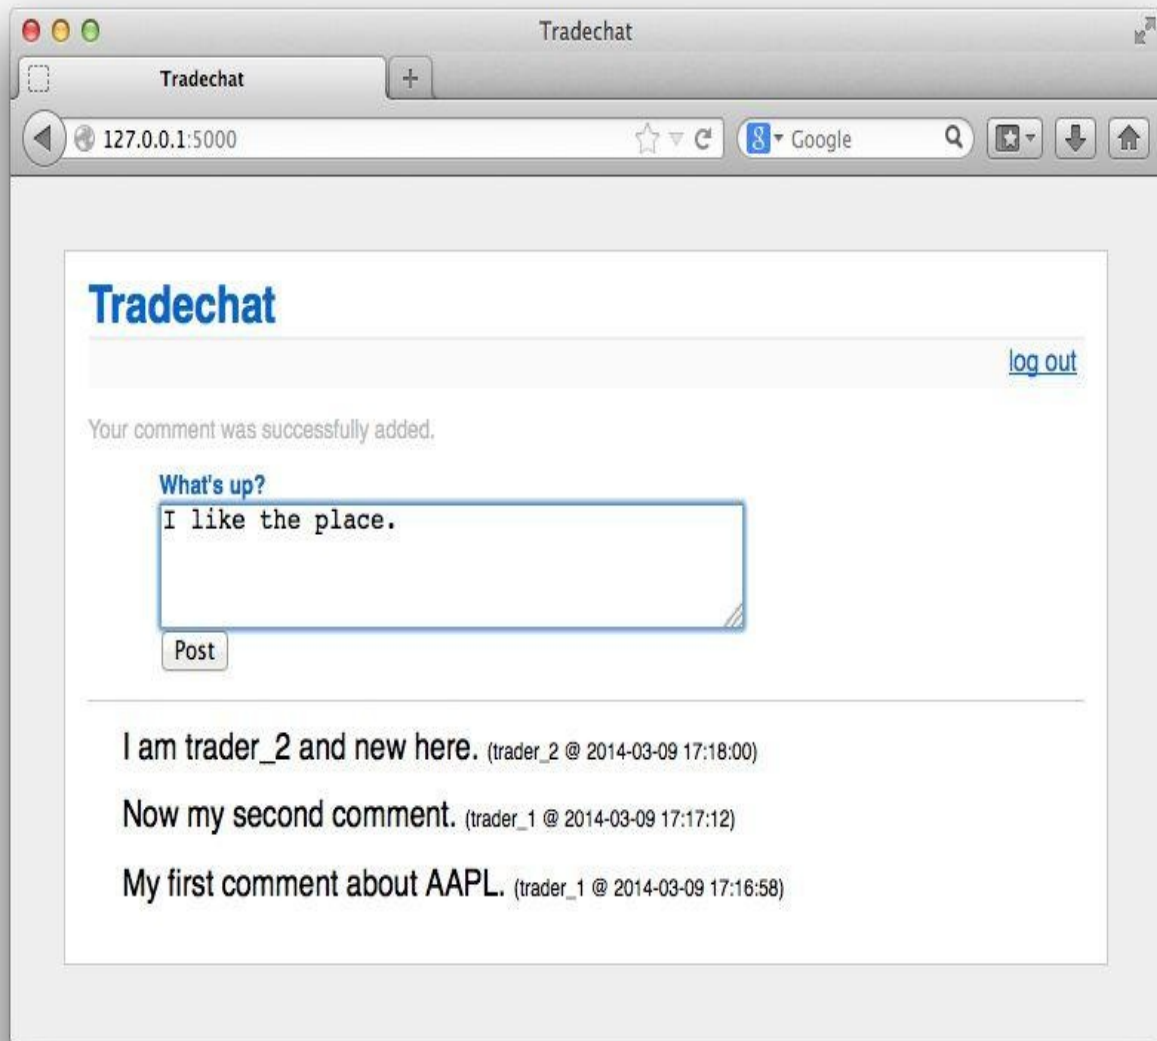 Tradechat
Tradechat
127.0.0.1:5000
Google
Tradechat
log out
Your comment was successfully added.
What's up?
I like the place.
Post
I am trader_2 and new here. (trader_2 @ 2014-03-09 17:18:00)
Now my second comment. (trader_1 @ 2014-03-09 17:17:12)
My first comment about AAPL. (trader_1 @ 2014-03-09 17:16:58)